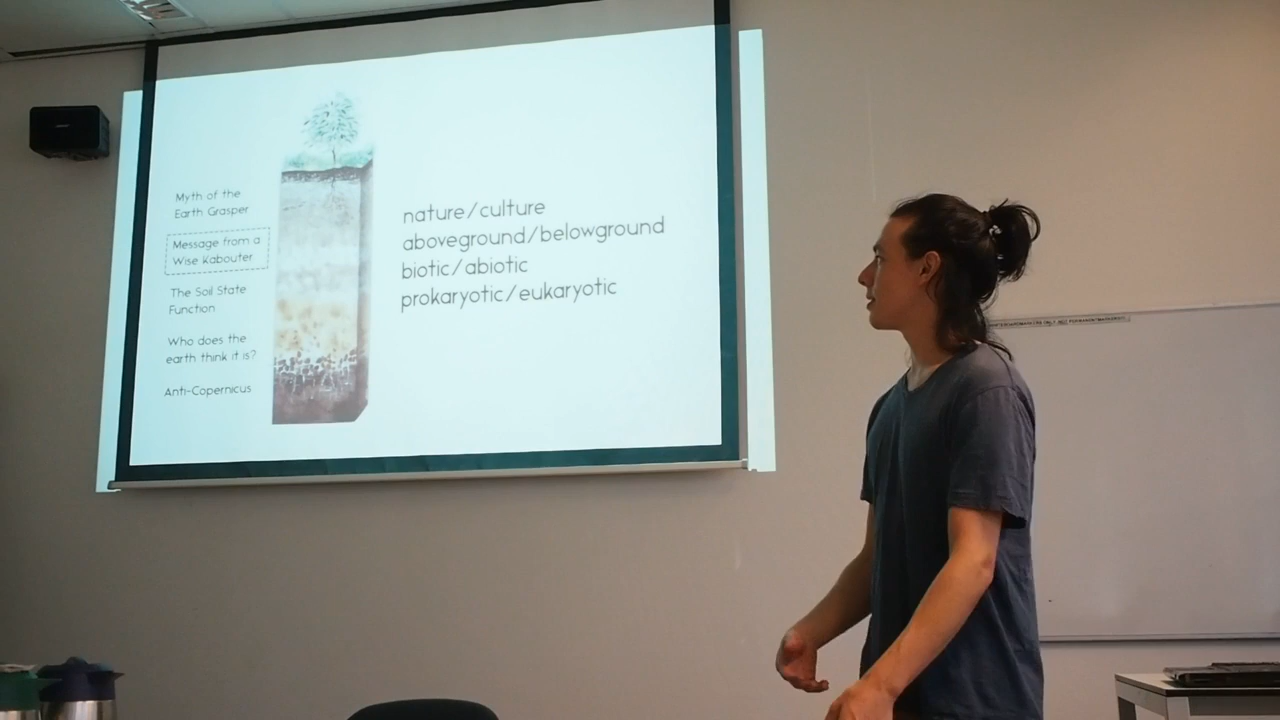 Myth of the
Earth Grasper
Message from a
Wise Kabouter
The Soil State
Function
Who does the
earth think it is?
Anti-Copernicus
nature/culture
aboveground/belowground
biotic/abiotic
prokaryotic/eukaryotic